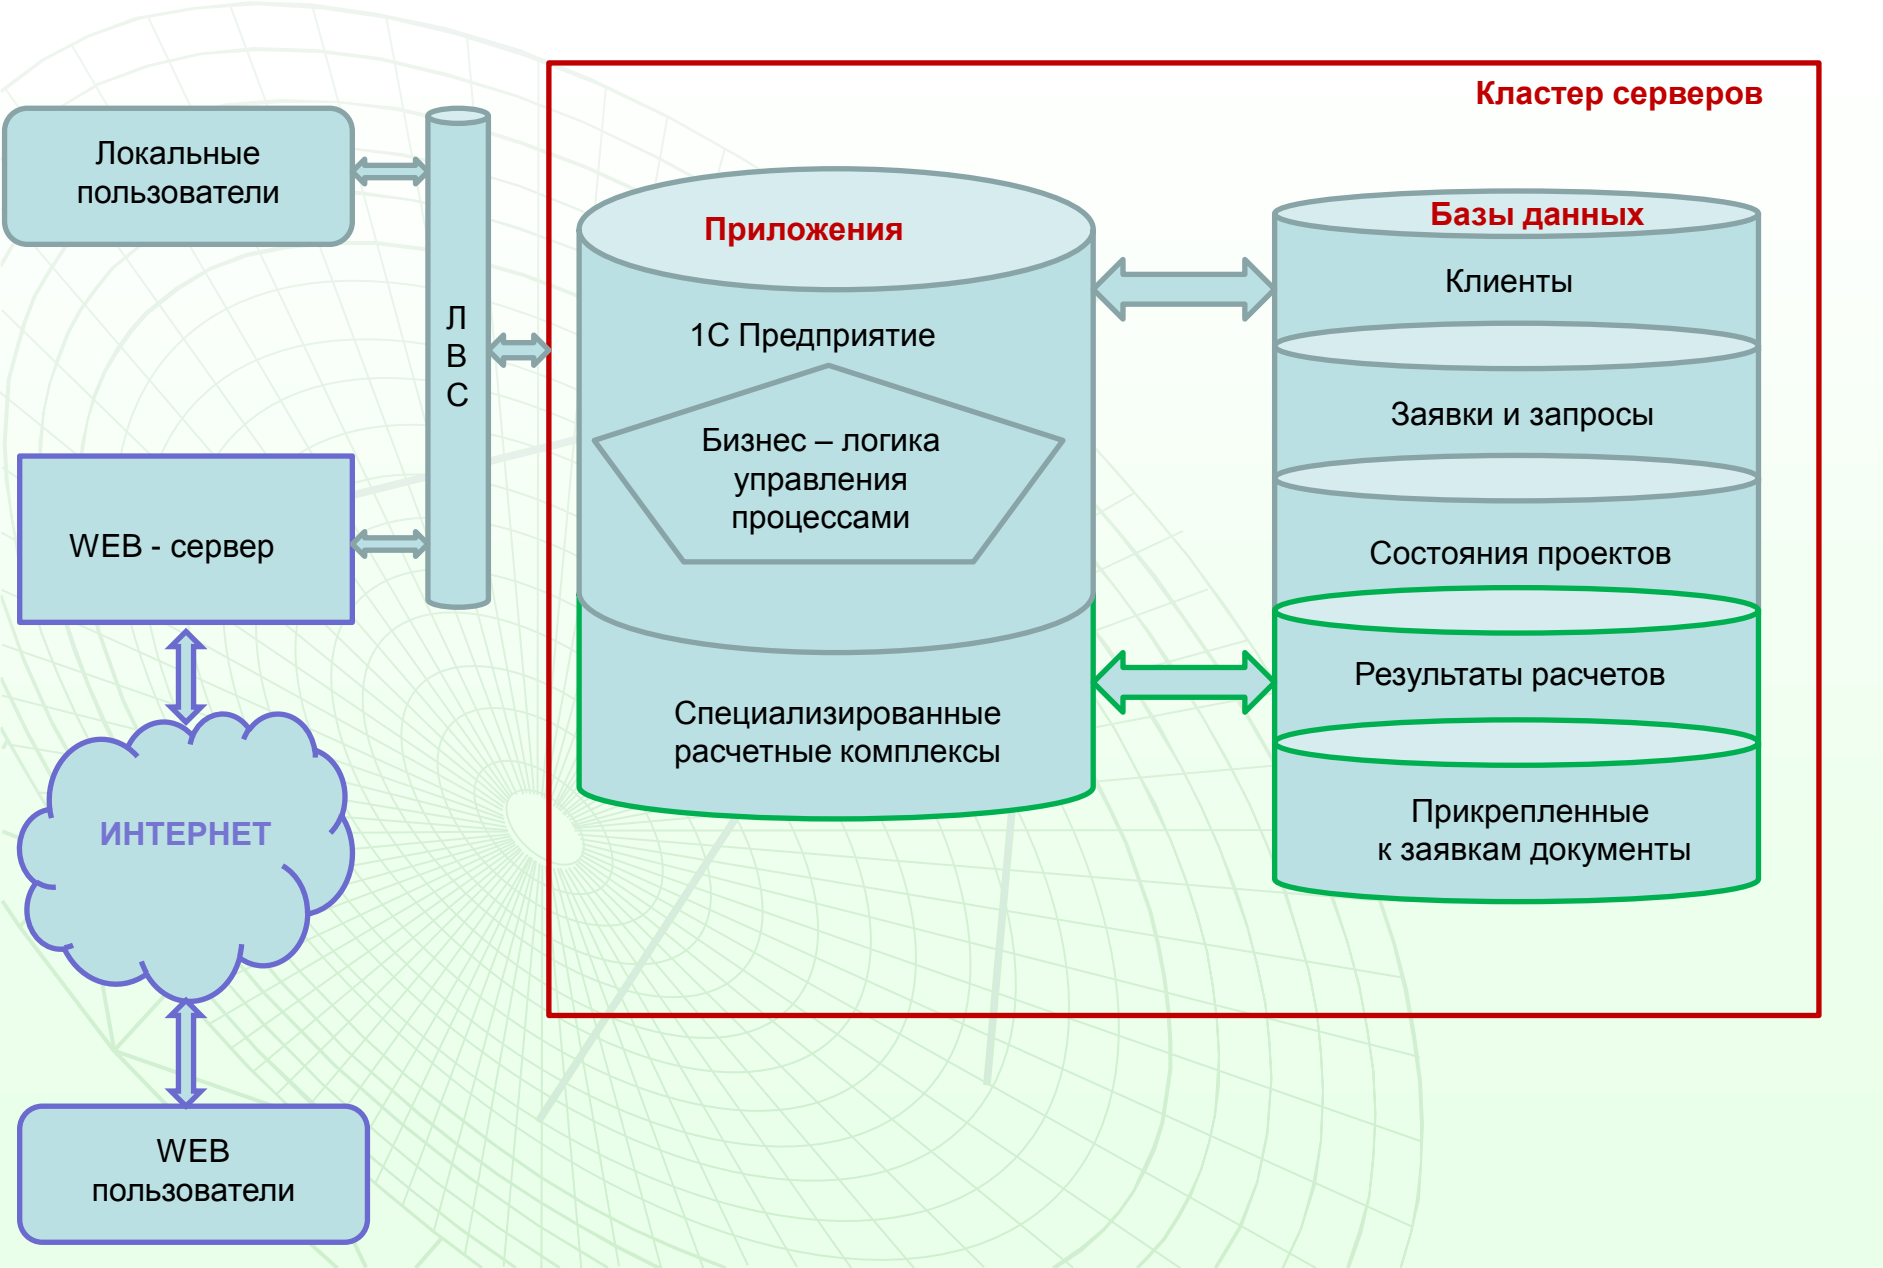 Кластер серверов
Локальные
пользователи
Л
В
С
WEB - сервер
ИНТЕРНЕТ
WEB
пользователи
Приложения
1С Предприятие
Бизнес – логика
управления
процессами
Специализированные
расчетные комплексы
Базы данных
Клиенты
Заявки и запросы
Состояния проектов
Результаты расчетов
Прикрепленные
к заявкам документы